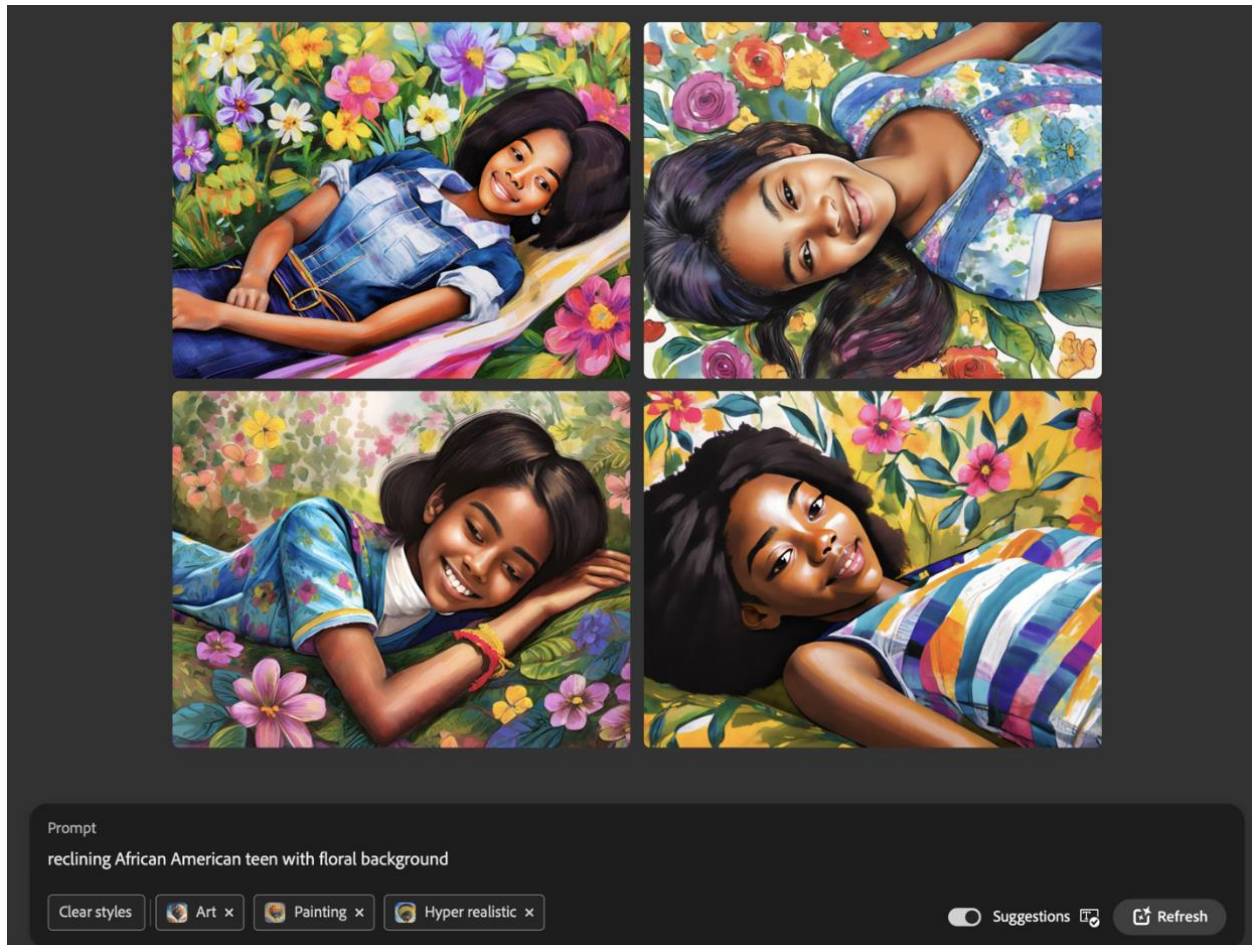 Prompt
reclining African American teen with floral background
Clear styles Art × Painting × Hyper realistic × Suggestions Refresh